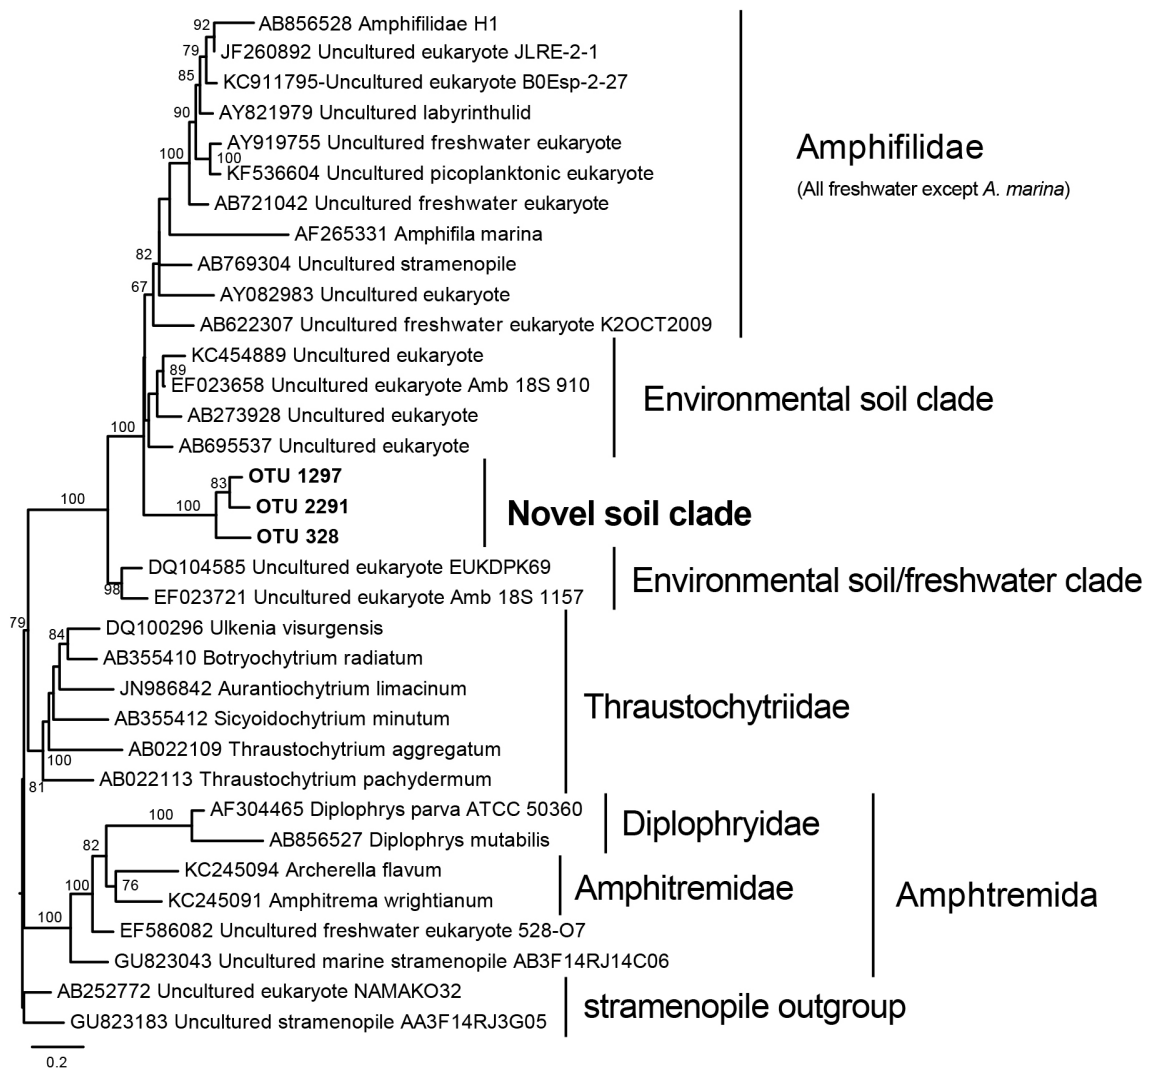 92
AB856528 Amphifilidae H1
79
JF260892 Uncultured eukaryote JLRE-2-1
85
KC911795-Uncultured eukaryote B0Esp-2-27
90
AY821979 Uncultured labyrinthulid
AY919755 Uncultured freshwater eukaryote
Amphifilidae
100
100
KF536604 Uncultured picoplanktonic eukaryote
(All freshwater except A. marina)
AB721042 Uncultured freshwater eukaryote
AF265331 Amphifila marina
82
AB769304 Uncultured stramenopile
67
AY082983 Uncultured eukaryote
AB622307 Uncultured freshwater eukaryote K2OCT2009
KC454889 Uncultured eukaryote
89
EF023658 Uncultured eukaryote Amb 18S 910
Environmental soil clade
AB273928 Uncultured eukaryote
100
AB695537 Uncultured eukaryote
OTU 1297
83
100
OTU 2291
Novel soil clade
100
OTU 328
DQ104585 Uncultured eukaryote EUKDPK69
Environmental soil/freshwater clade
98
EF023721 Uncultured eukaryote Amb 18S 1157
79
84
DQ100296 Ulkenia visurgensis
AB355410 Botryochytrium radiatum
JN986842 Aurantiochytrium limacinum
Thraustochytriidae
AB355412 Sicyoidochytrium minutum
AB022109 Thraustochytrium aggregatum
100
AB022113 Thraustochytrium pachydermum
81
AF304465 Diplophrys parva ATCC 50360
100
Diplophryidae
AB856527 Diplophrys mutabilis
82
KC245094 Archerella flavum
76
100
Amphitremidae
Amphtremida
KC245091 Amphitrema wrightianum
100
EF586082 Uncultured freshwater eukaryote 528-O7
GU823043 Uncultured marine stramenopile AB3F14RJ14C06
AB252772 Uncultured eukaryote NAMAKO32
stramenopile outgroup
GU823183 Uncultured stramenopile AA3F14RJ3G05
0.2